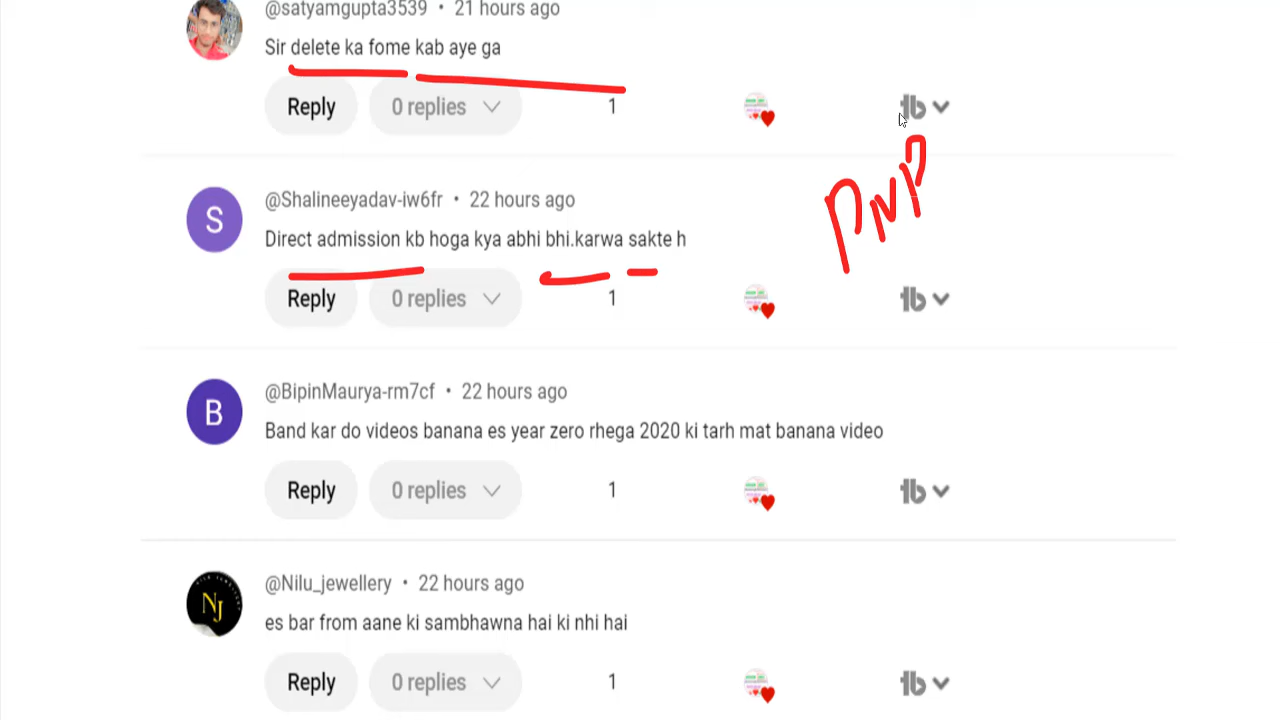 @satyamgupta3539 • 21 hours ago
Sir delete ka fome kab aye ga
Reply 0 replies 1
@Shalineeyadav-iw6fr • 22 hours ago
Direct admission kb hoga kya abhi bhi.karwa sakte h
Reply 0 replies 1
S
@BipinMaurya-rm7cf • 22 hours ago
Band kar do videos banana es year zero rhega 2020 ki tarh mat banana video
Reply 0 replies 1
B
@Nilu_jewellery • 22 hours ago
es bar from aane ki sambhawna hai ki nhi hai
Reply 0 replies 1
NJ